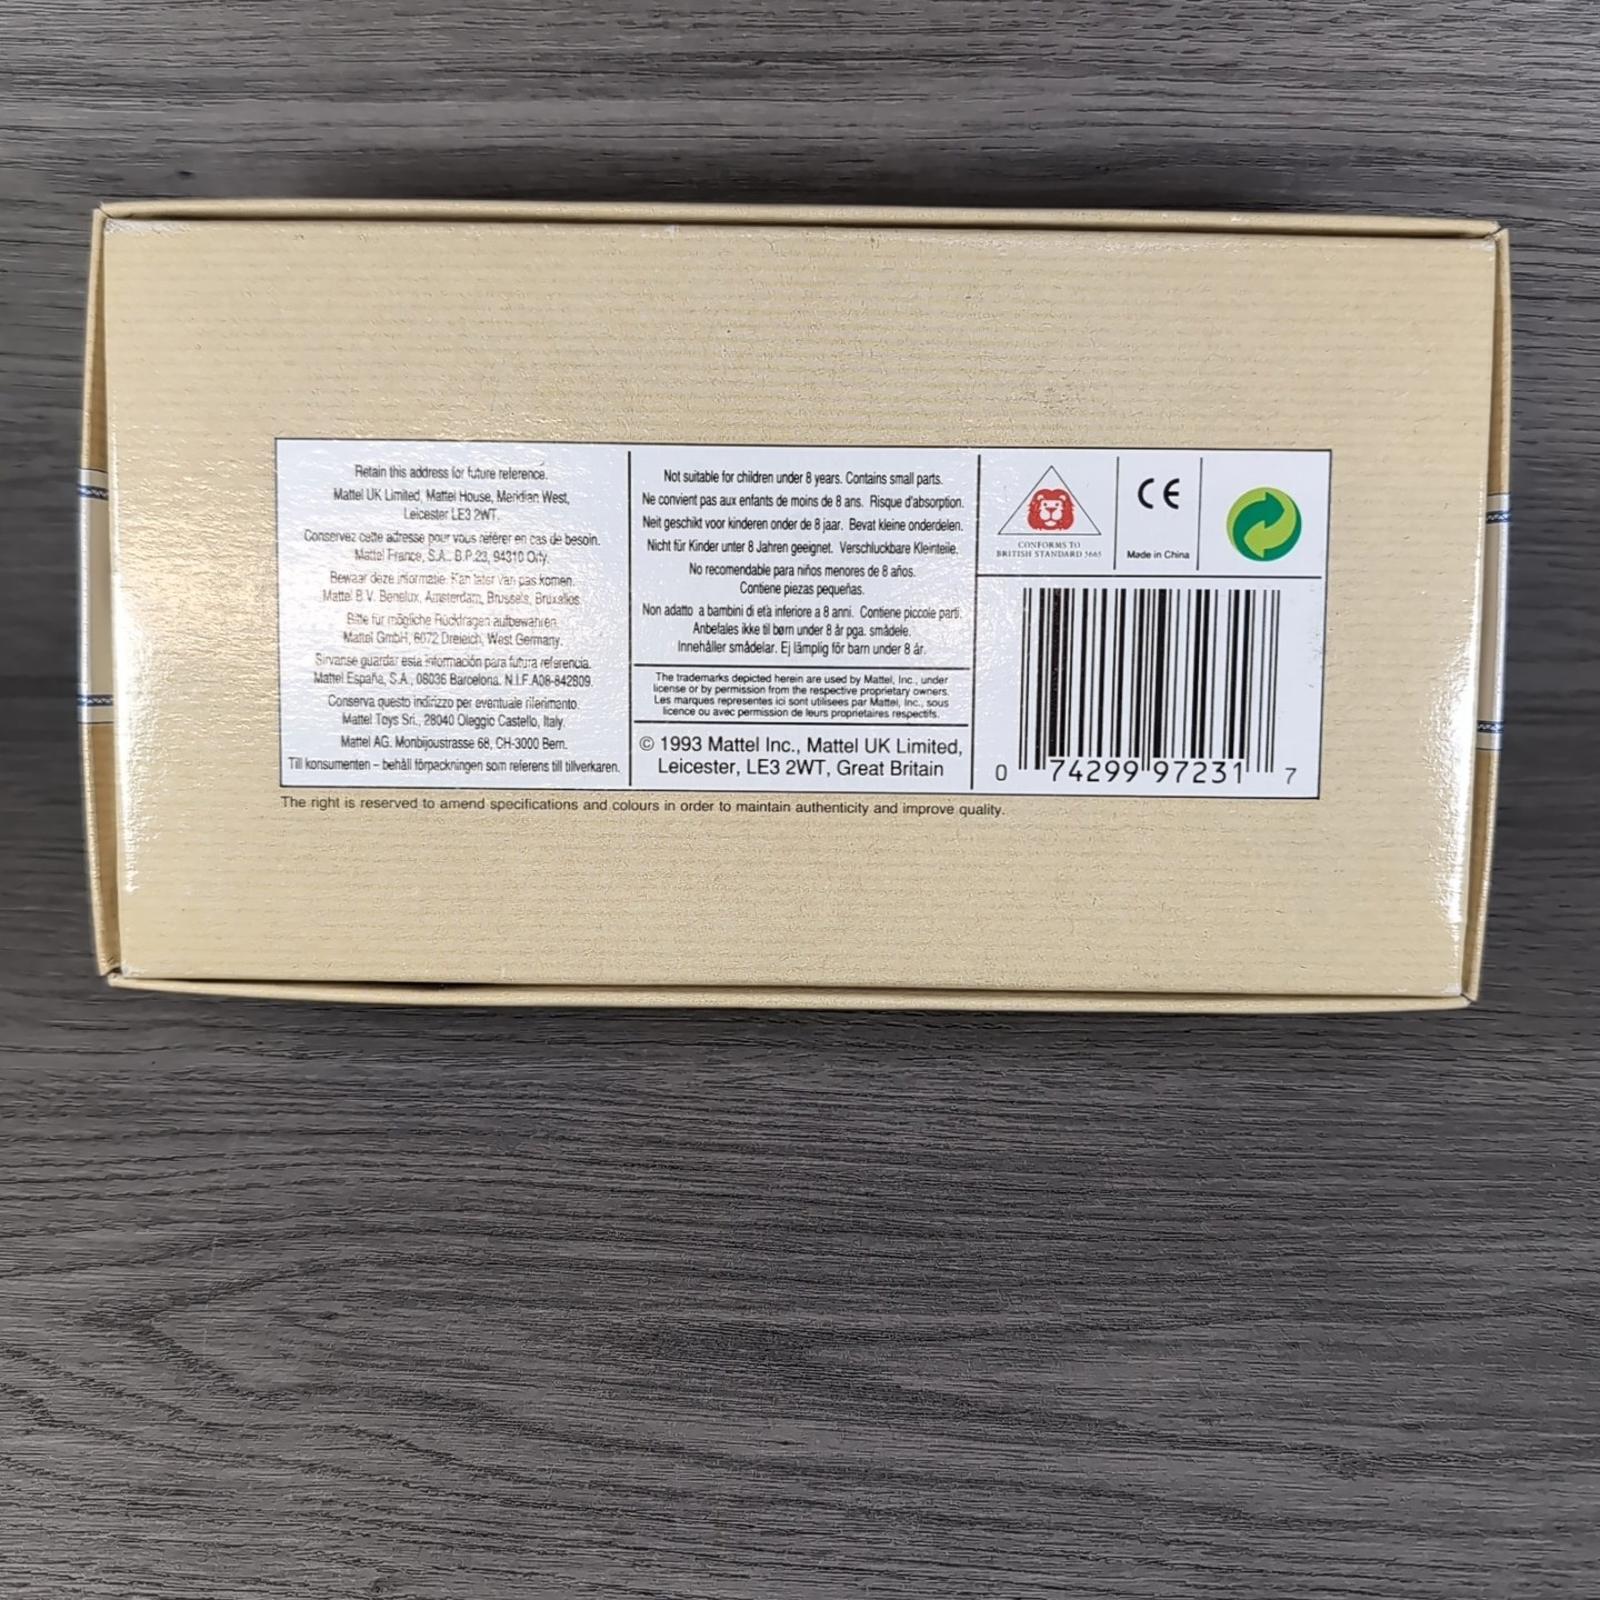 Retain this address for future reference.
Mattel UK Limited, Mattel House, Meridian West,
Leicester LE3 2WT.
Conservez cette adresse pour vous référer en cas de besoin.
Mattel France, S.A., B.P.23, 94310 Orly.
Bewaar deze informatie. Kan later van pas komen.
Mattel B.V. Benelux, Amsterdam, Brussels, Bruxelles.
Bitte für mögliche Rückfragen aufbewahren.
Mattel GmbH, 6072 Dreieich, West Germany.
Sirvanse guardar esta información para futura referencia.
Mattel España, S.A., 08036 Barcelona. N.I.F. A08-842809.
Conserva questo indirizzo per eventuale riferimento.
Mattel Toys Srl., 28040 Oleggio Castello, Italy.
Mattel AG. Monbijoustrasse 68, CH-3000 Bern.
Till konsumenten – behåll förpackningen som referens till tillverkaren.
Not suitable for children under 8 years. Contains small parts.
Ne convient pas aux enfants de moins de 8 ans. Risque d'absorption.
Neit geschikt voor kinderen onder de 8 jaar. Bevat kleine onderdelen.
Nicht für Kinder unter 8 Jahren geeignet. Verschluckbare Kleinteile.
No recomendable para niños menores de 8 años.
Contiene piezas pequeñas.
Non adatto a bambini di età inferiore a 8 anni. Contiene piccole parti.
Anbefales ikke til børn under 8 år pga. smådele.
Innehåller smådelar. Ej lämplig för barn under 8 år.
The trademarks depicted herein are used by Mattel, Inc., under
license or by permission from the respective proprietary owners.
Les marques representes ici sont utilisees par Mattel, Inc., sous
licence ou avec permission de leurs proprietaires respectifs.
© 1993 Mattel Inc., Mattel UK Limited,
Leicester, LE3 2WT, Great Britain
CONFORMS TO
BRITISH STANDARD 5665
CE
Made in China
0 74299 97231 7
The right is reserved to amend specifications and colours in order to maintain authenticity and improve quality.